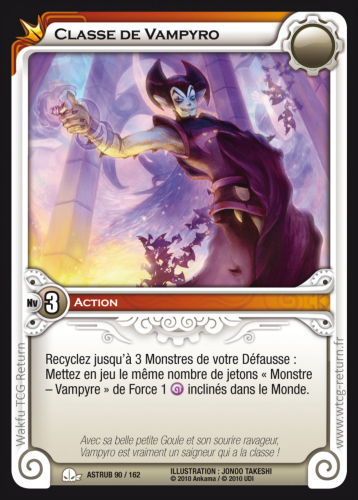 Classe de Vampyro
Nv 3 Action
Recyclez jusqu'à 3 Monstres de votre Défausse :
Mettez en jeu le même nombre de jetons « Monstre
– Vampyre » de Force 1 inclinés dans le Monde.
Avec sa belle petite Goule et son sourire ravageur,
Vampyro est vraiment un saigneur qui a la classe !
ASTRUB 90 / 162
ILLUSTRATION : JONOO TAKESHI
© 2010 Ankama / © 2010 UDI
Wakfu TCG Return
www.wtcg-return.fr